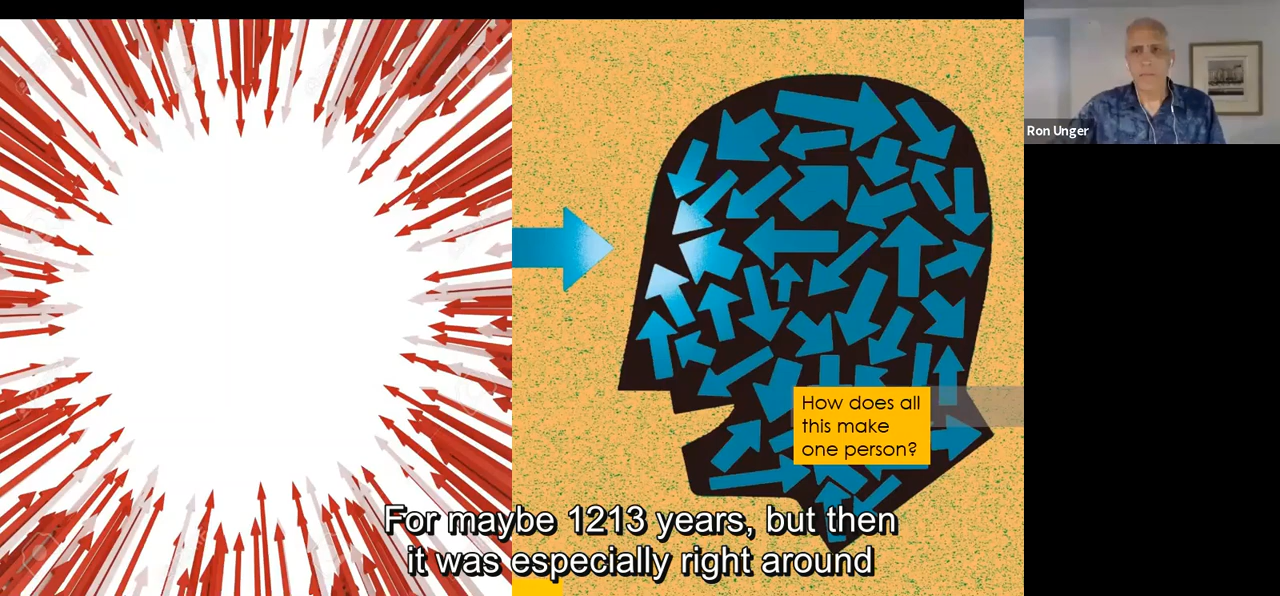 Ron Unger
How does all
this make
one person?
For maybe 1213 years, but then
it was especially right around